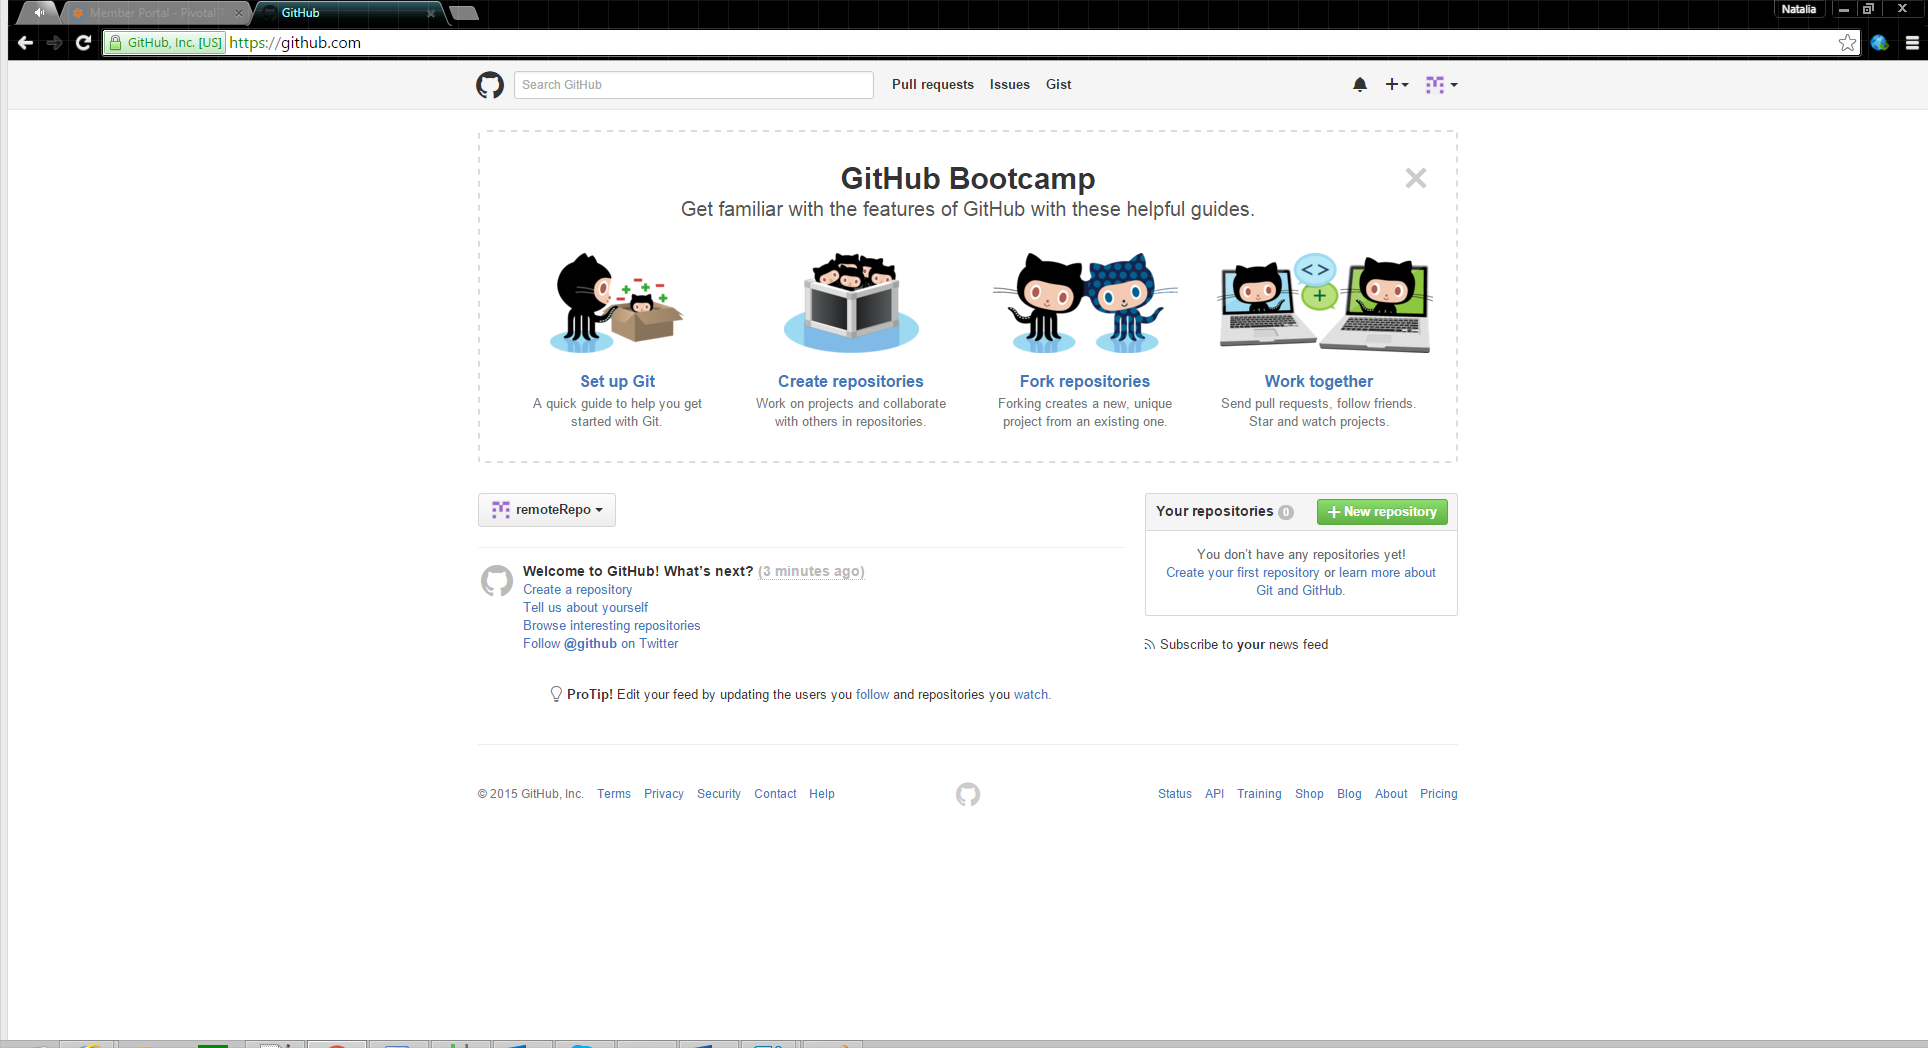 Member Portal - Pivotal
GitHub
Natalia
GitHub, Inc. [US]
https://github.com
Search GitHub
Pull requests
Issues
Gist
GitHub Bootcamp
Get familiar with the features of GitHub with these helpful guides.
<>
Set up Git
A quick guide to help you get
started with Git.
Create repositories
Work on projects and collaborate
with others in repositories.
Fork repositories
Forking creates a new, unique
project from an existing one.
Work together
Send pull requests, follow friends.
Star and watch projects.
remoteRepo
Welcome to GitHub! What’s next? (3 minutes ago)
Create a repository
Tell us about yourself
Browse interesting repositories
Follow @github on Twitter
ProTip! Edit your feed by updating the users you follow and repositories you watch.
Your repositories 0
New repository
You don’t have any repositories yet!
Create your first repository or learn more about
Git and GitHub.
Subscribe to your news feed
© 2015 GitHub, Inc. Terms Privacy Security Contact Help
Status API Training Shop Blog About Pricing